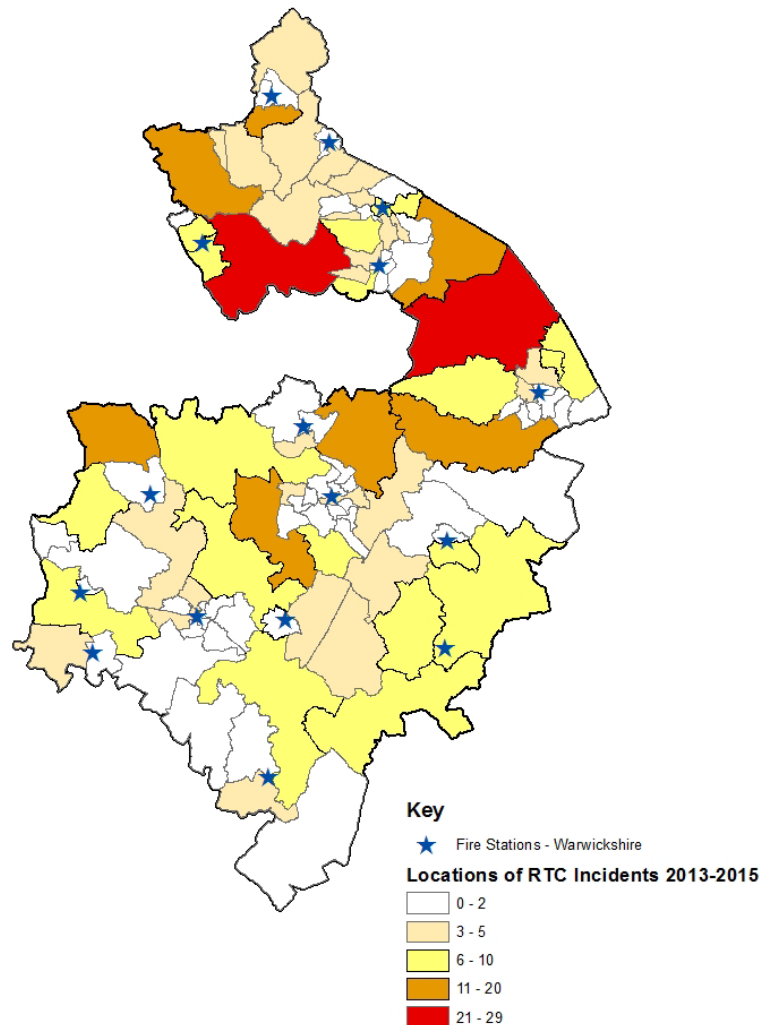 Key
Fire Stations - Warwickshire
Locations of RTC Incidents 2013-2015
0 - 2
3 - 5
6 - 10
11 - 20
21 - 29